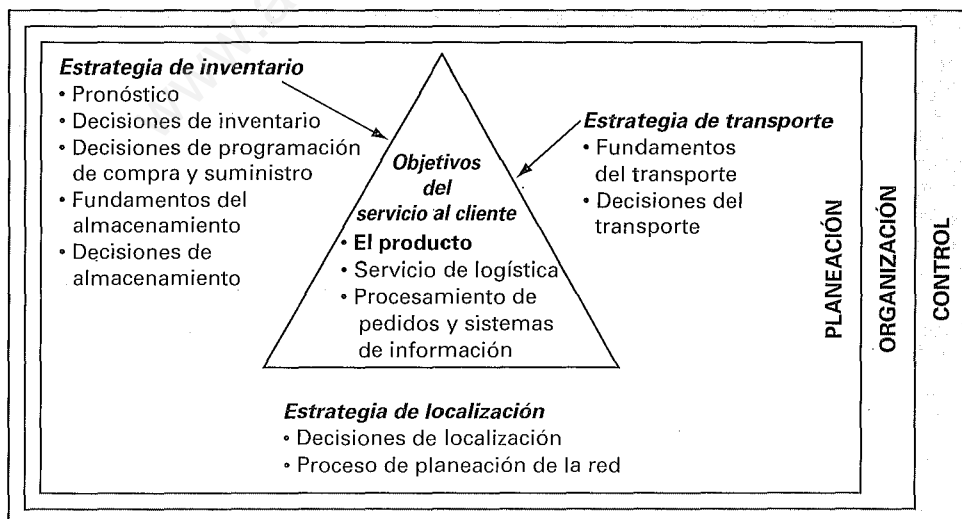 Estrategia de inventario
• Pronóstico
• Decisiones de inventario
• Decisiones de programación
de compra y suministro
• Fundamentos del
almacenamiento
• Decisiones de
almacenamiento
Objetivos
del
servicio al cliente
• El producto
• Servicio de logística
• Procesamiento de
pedidos y sistemas
de información
Estrategia de transporte
• Fundamentos
del transporte
• Decisiones del
transporte
Estrategia de localización
• Decisiones de localización
• Proceso de planeación de la red
PLANEACIÓN
ORGANIZACIÓN
CONTROL
www.a